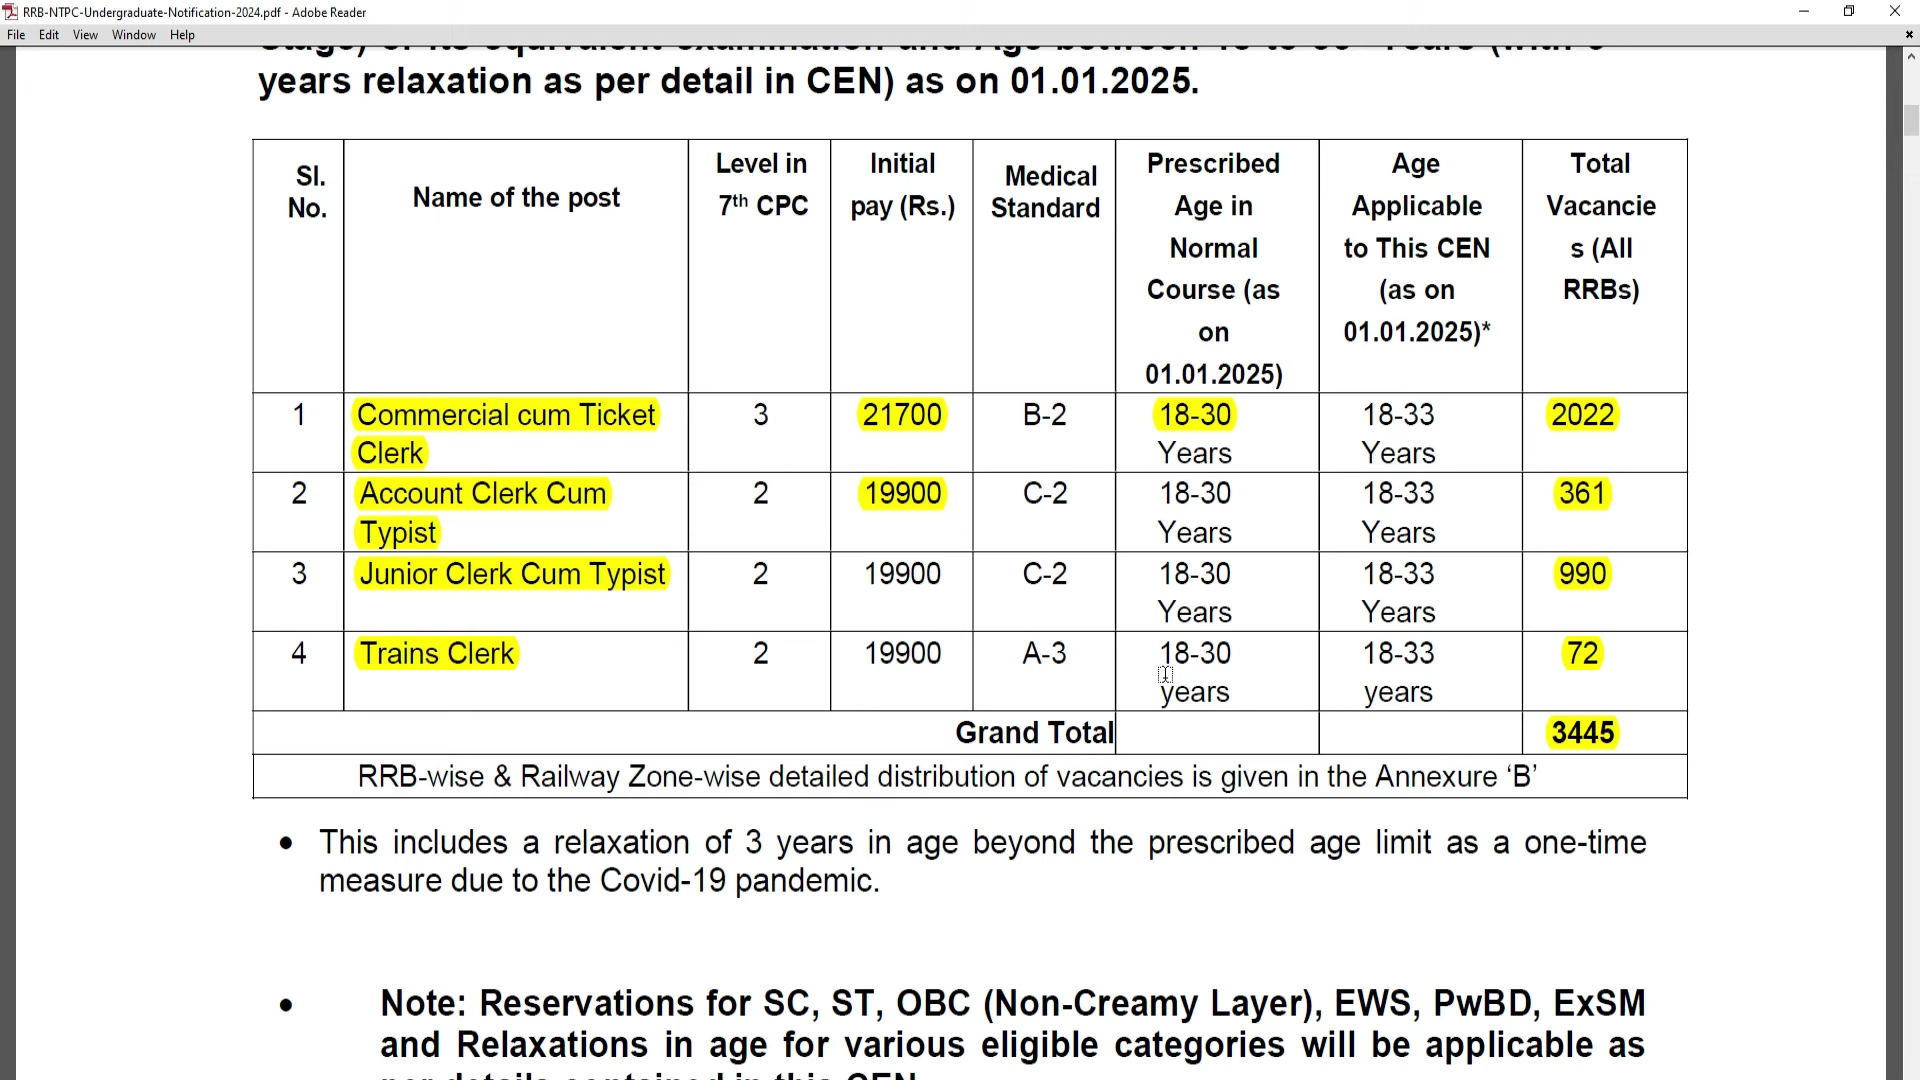 RRB-NTPC-Undergraduate-Notification-2024.pdf - Adobe Reader
File Edit View Window Help
years relaxation as per detail in CEN) as on 01.01.2025.
Sl. No. Name of the post Level in 7th CPC Initial pay (Rs.) Medical Standard Prescribed Age in Normal Course (as on 01.01.2025) Age Applicable to This CEN (as on 01.01.2025)* Total Vacancie s (All RRBs)
1 Commercial cum Ticket Clerk 3 21700 B-2 18-30 Years 18-33 Years 2022
2 Account Clerk Cum Typist 2 19900 C-2 18-30 Years 18-33 Years 361
3 Junior Clerk Cum Typist 2 19900 C-2 18-30 Years 18-33 Years 990
4 Trains Clerk 2 19900 A-3 18-30 years 18-33 years 72
Grand Total 3445
RRB-wise & Railway Zone-wise detailed distribution of vacancies is given in the Annexure ‘B’
• This includes a relaxation of 3 years in age beyond the prescribed age limit as a one-time
measure due to the Covid-19 pandemic.
• Note: Reservations for SC, ST, OBC (Non-Creamy Layer), EWS, PwBD, ExSM
and Relaxations in age for various eligible categories will be applicable as